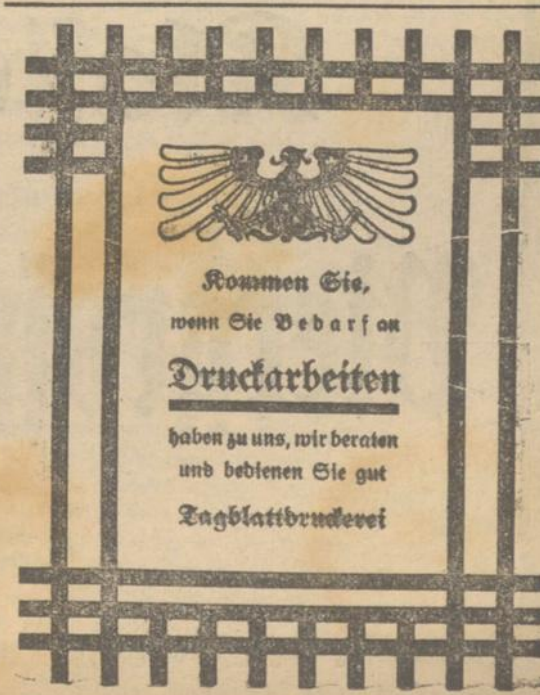 Kommen Sie,
wenn Sie Bedarf an
Druckarbeiten
haben zu uns, wir beraten
und bedienen Sie gut
Tagblattdruckerei